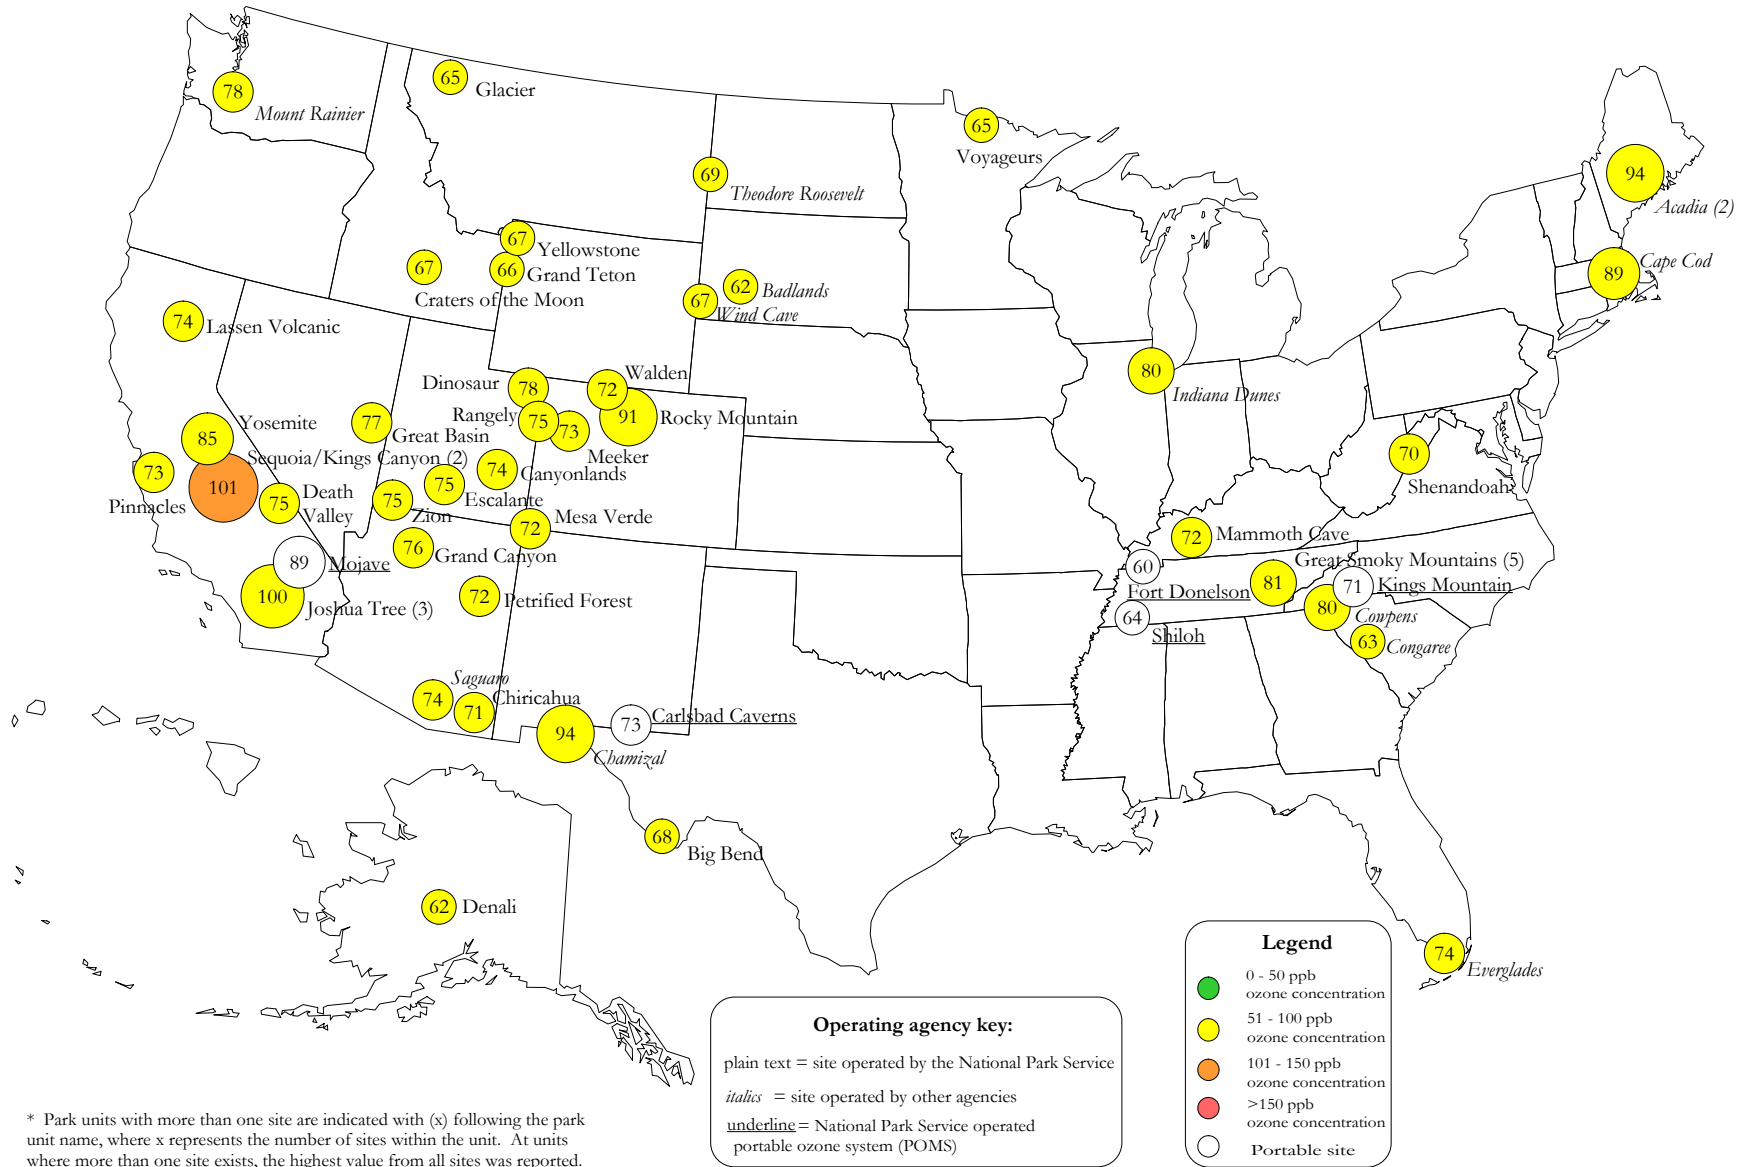 65
Glacier
78
Mount Rainier
65
Voyageurs
94
Acadia (2)
69
Theodore Roosevelt
67
Yellowstone
66
Grand Teton
67
Craters of the Moon
62
Badlands
67
Wind Cave
89
Cape Cod
74
Lassen Volcanic
80
Indiana Dunes
Dinosaur
78
Walden
72
Rangely
75
73
Meeker
91
Rocky Mountain
77
Great Basin
Yosemite
85
Sequoia/Kings Canyon (2)
101
73
Pinnacles
75
Death
Valley
74
Canyonlands
75
Escalante
75
Zion
72
Mesa Verde
76
Grand Canyon
70
Shenandoah
72
Mammoth Cave
60
Fort Donelson
Great Smoky Mountains (5)
81
71
Kings Mountain
80
Cowpens
64
Shiloh
63
Congaree
89
Mojave
100
Joshua Tree (3)
72
Petrified Forest
Saguaro
74
Chiricahua
71
94
Chamizal
73
Carlsbad Caverns
68
Big Bend
62
Denali
74
Everglades
Legend
0 - 50 ppb
ozone concentration
51 - 100 ppb
ozone concentration
101 - 150 ppb
ozone concentration
>150 ppb
ozone concentration
Portable site
Operating agency key:
plain text = site operated by the National Park Service
italics = site operated by other agencies
underline = National Park Service operated
portable ozone system (POMS)
* Park units with more than one site are indicated with (x) following the park
unit name, where x represents the number of sites within the unit. At units
where more than one site exists, the highest value from all sites was reported.